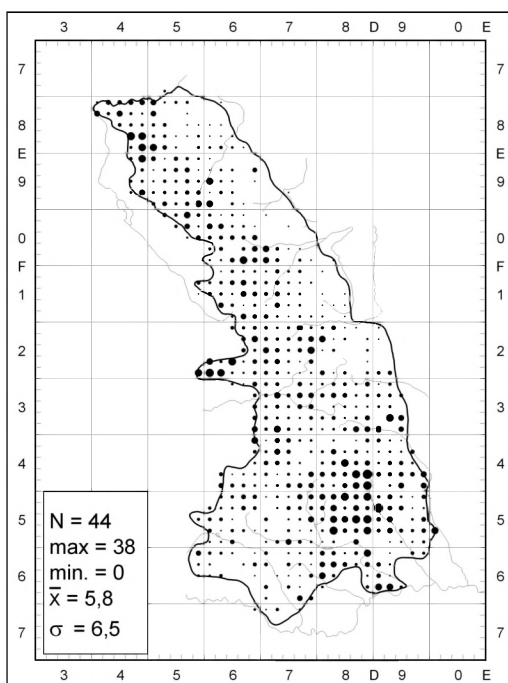 3 4 5 6 7 8 D 9 0 E
7 7
8 8
E E
9 9
0 0
F F
1 1
2 2
3 3
4 4
5 5
6 6
7 7
N = 44
max = 38
min. = 0
x̅ = 5,8
σ = 6,5
3 4 5 6 7 8 D 9 0 E